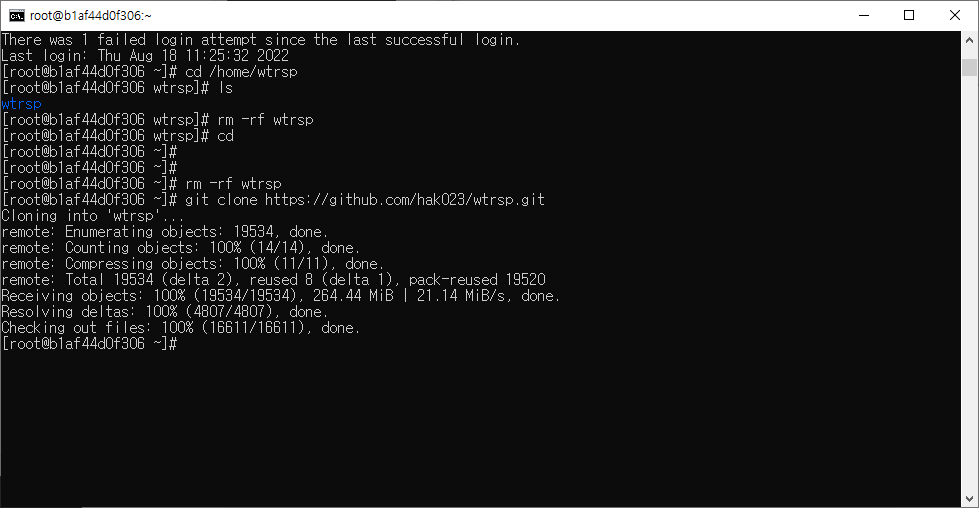 root@b1af44d0f306:~
There was 1 failed login attempt since the last successful login.
Last login: Thu Aug 18 11:25:32 2022
[root@b1af44d0f306 ~]# cd /home/wtrsp
[root@b1af44d0f306 wtrsp]# ls
wtrsp
[root@b1af44d0f306 wtrsp]# rm -rf wtrsp
[root@b1af44d0f306 wtrsp]# cd
[root@b1af44d0f306 ~]#
[root@b1af44d0f306 ~]#
[root@b1af44d0f306 ~]# rm -rf wtrsp
[root@b1af44d0f306 ~]# git clone https://github.com/hak023/wtrsp.git
Cloning into 'wtrsp'...
remote: Enumerating objects: 19534, done.
remote: Counting objects: 100% (14/14), done.
remote: Compressing objects: 100% (11/11), done.
remote: Total 19534 (delta 2), reused 8 (delta 1), pack-reused 19520
Receiving objects: 100% (19534/19534), 264.44 MiB | 21.14 MiB/s, done.
Resolving deltas: 100% (4807/4807), done.
Checking out files: 100% (16611/16611), done.
[root@b1af44d0f306 ~]#